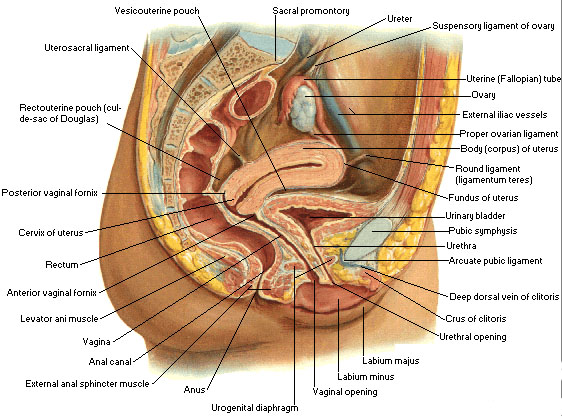 Vesicouterine pouch
Sacral promontory
Ureter
Suspensory ligament of ovary
Uterosacral ligament
Uterine (Fallopian) tube
Ovary
Rectouterine pouch (cul-
de-sac of Douglas)
External iliac vessels
Proper ovarian ligament
Body (corpus) of uterus
Round ligament
(ligamentum teres)
Posterior vaginal fornix
Fundus of uterus
Urinary bladder
Cervix of uterus
Pubic symphysis
Urethra
Rectum
Arcuate pubic ligament
Anterior vaginal fornix
Deep dorsal vein of clitoris
Levator ani muscle
Crus of clitoris
Vagina
Urethral opening
Anal canal
Labium majus
External anal sphincter muscle
Labium minus
Anus
Vaginal opening
Urogenital diaphragm